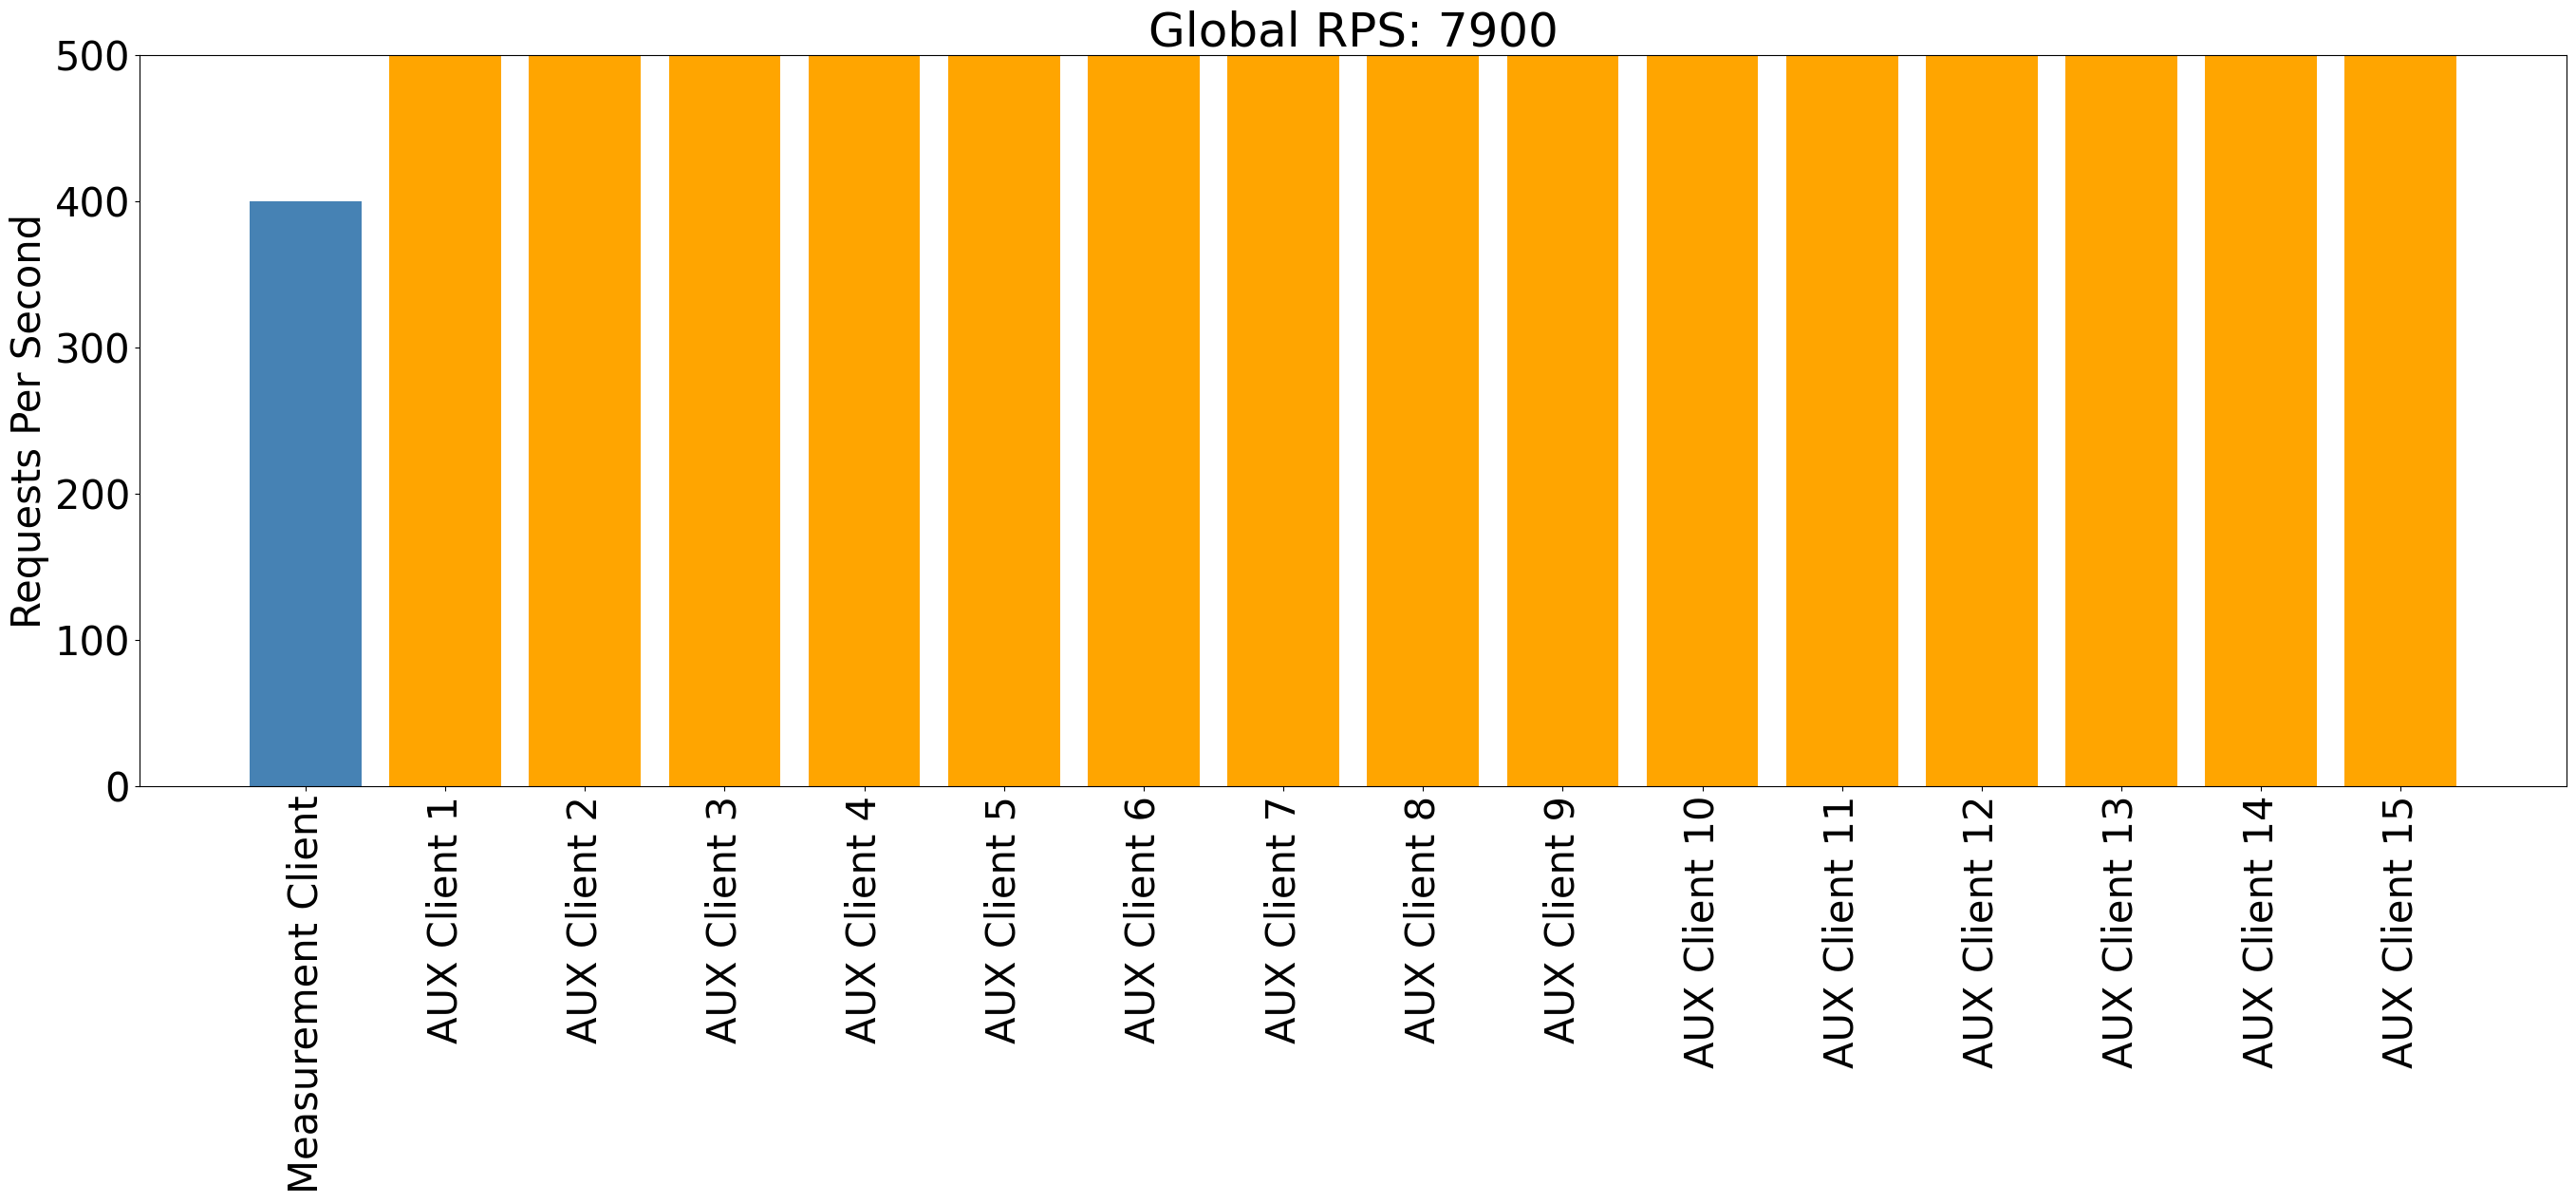 Global RPS: 7900
Requests Per Second
500
400
300
200
100
0
Measurement Client
AUX Client 1
AUX Client 2
AUX Client 3
AUX Client 4
AUX Client 5
AUX Client 6
AUX Client 7
AUX Client 8
AUX Client 9
AUX Client 10
AUX Client 11
AUX Client 12
AUX Client 13
AUX Client 14
AUX Client 15